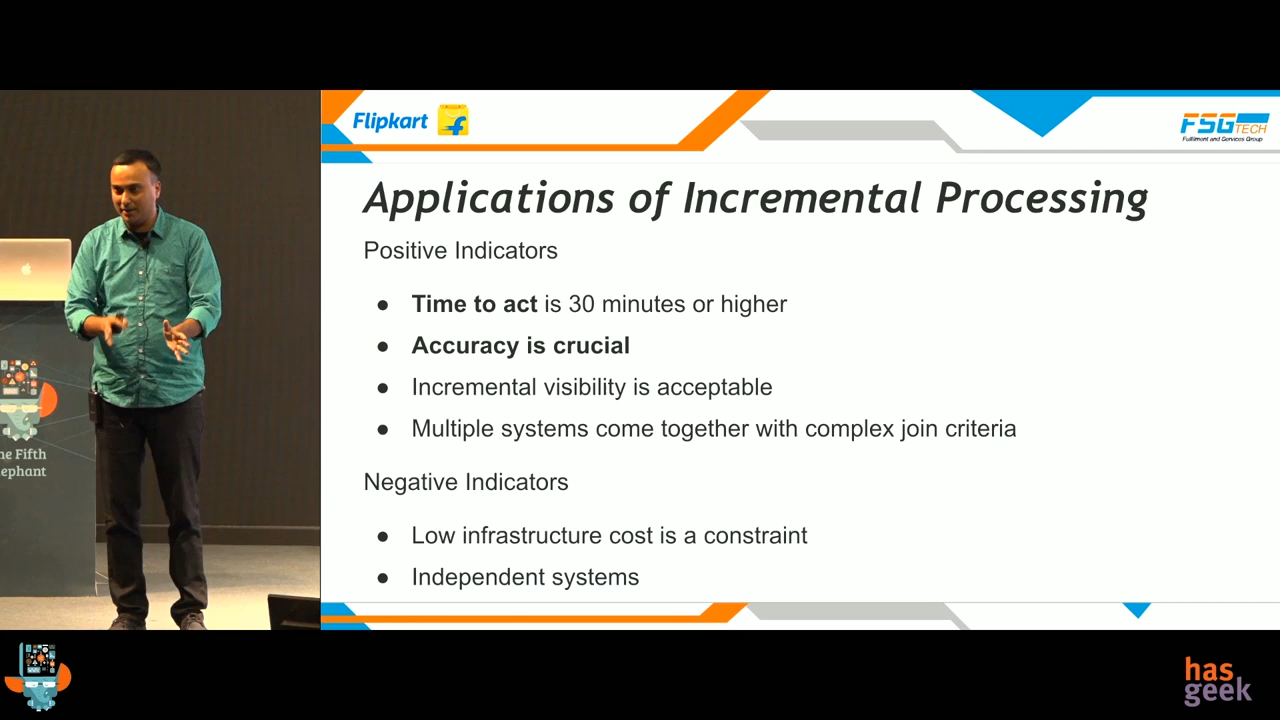 Flipkart
FSG TECH
Fulfilment and Services Group
Applications of Incremental Processing
Positive Indicators
● Time to act is 30 minutes or higher
● Accuracy is crucial
● Incremental visibility is acceptable
● Multiple systems come together with complex join criteria
Negative Indicators
● Low infrastructure cost is a constraint
● Independent systems
he Fifth
lephant
has
geek